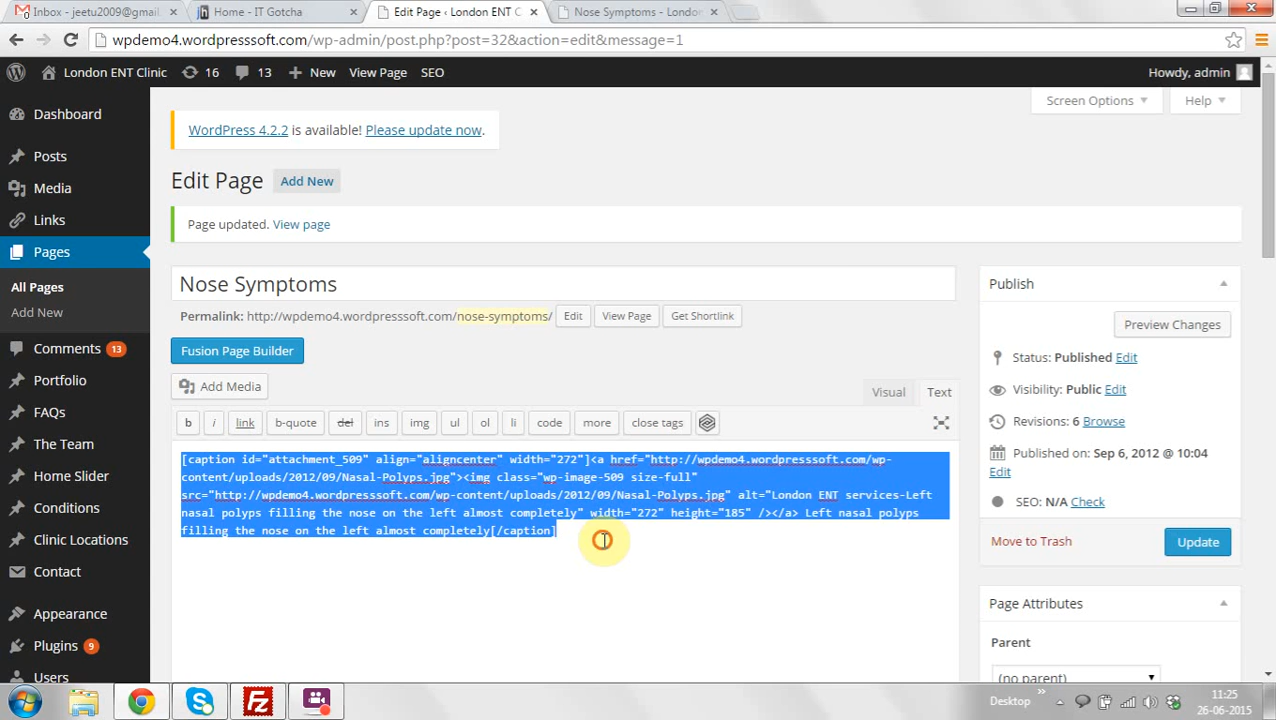 Inbox - jeetu2009@gmail
Home - IT Gotcha
Edit Page ‹ London ENT C
Nose Symptoms - Londo
wpdemo4.wordpresssoft.com/wp-admin/post.php?post=32&action=edit&message=1
London ENT Clinic 16 13 New View Page SEO Howdy, admin
Screen Options Help
Dashboard
Posts
Media
Links
Pages
All Pages
Add New
Comments 13
Portfolio
FAQs
The Team
Home Slider
Conditions
Clinic Locations
Contact
Appearance
Plugins 9
Users
WordPress 4.2.2 is available! Please update now.
Edit Page Add New
Page updated. View page
Nose Symptoms
Permalink: http://wpdemo4.wordpresssoft.com/nose-symptoms/ Edit View Page Get Shortlink
Fusion Page Builder
Add Media
Visual Text
b i link b-quote del ins img ul ol li code more close tags
[caption id="attachment_509" align="aligncenter" width="272"]<a href="http://wpdemo4.wordpresssoft.com/wp-
content/uploads/2012/09/Nasal-Polyps.jpg"><img class="wp-image-509 size-full"
src="http://wpdemo4.wordpresssoft.com/wp-content/uploads/2012/09/Nasal-Polyps.jpg" alt="London ENT services-Left
nasal polyps filling the nose on the left almost completely" width="272" height="185" /></a> Left nasal polyps
filling the nose on the left almost completely[/caption]
Publish
Preview Changes
Status: Published Edit
Visibility: Public Edit
Revisions: 6 Browse
Published on: Sep 6, 2012 @ 10:04
Edit
SEO: N/A Check
Move to Trash Update
Page Attributes
Parent
(no parent)
Desktop
11:25
26-06-2015